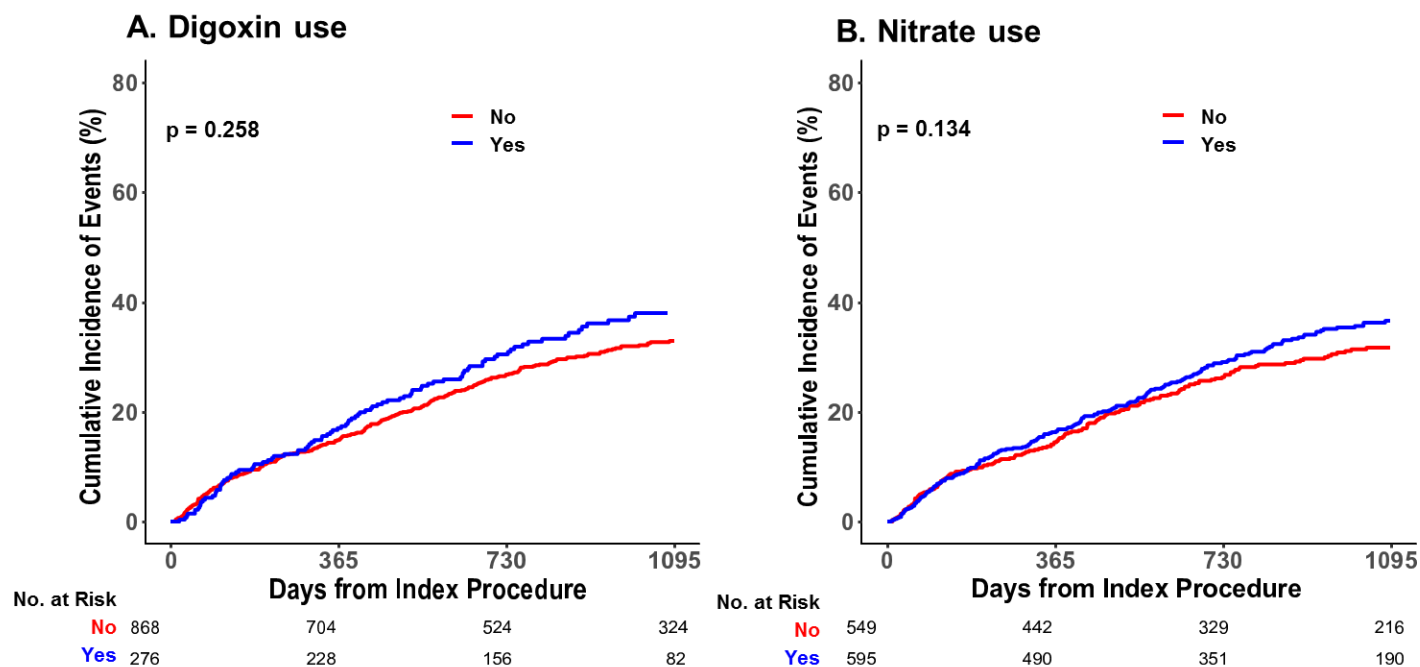 A. Digoxin use
Cumulative Incidence of Events (%)
80
60
40
20
0
p = 0.258
No
Yes
0 365 730 1095
Days from Index Procedure
No. at Risk
No 868 704 524 324
Yes 276 228 156 82
B. Nitrate use
Cumulative Incidence of Events (%)
80
60
40
20
0
p = 0.134
No
Yes
0 365 730 1095
Days from Index Procedure
No. at Risk
No 549 442 329 216
Yes 595 490 351 190